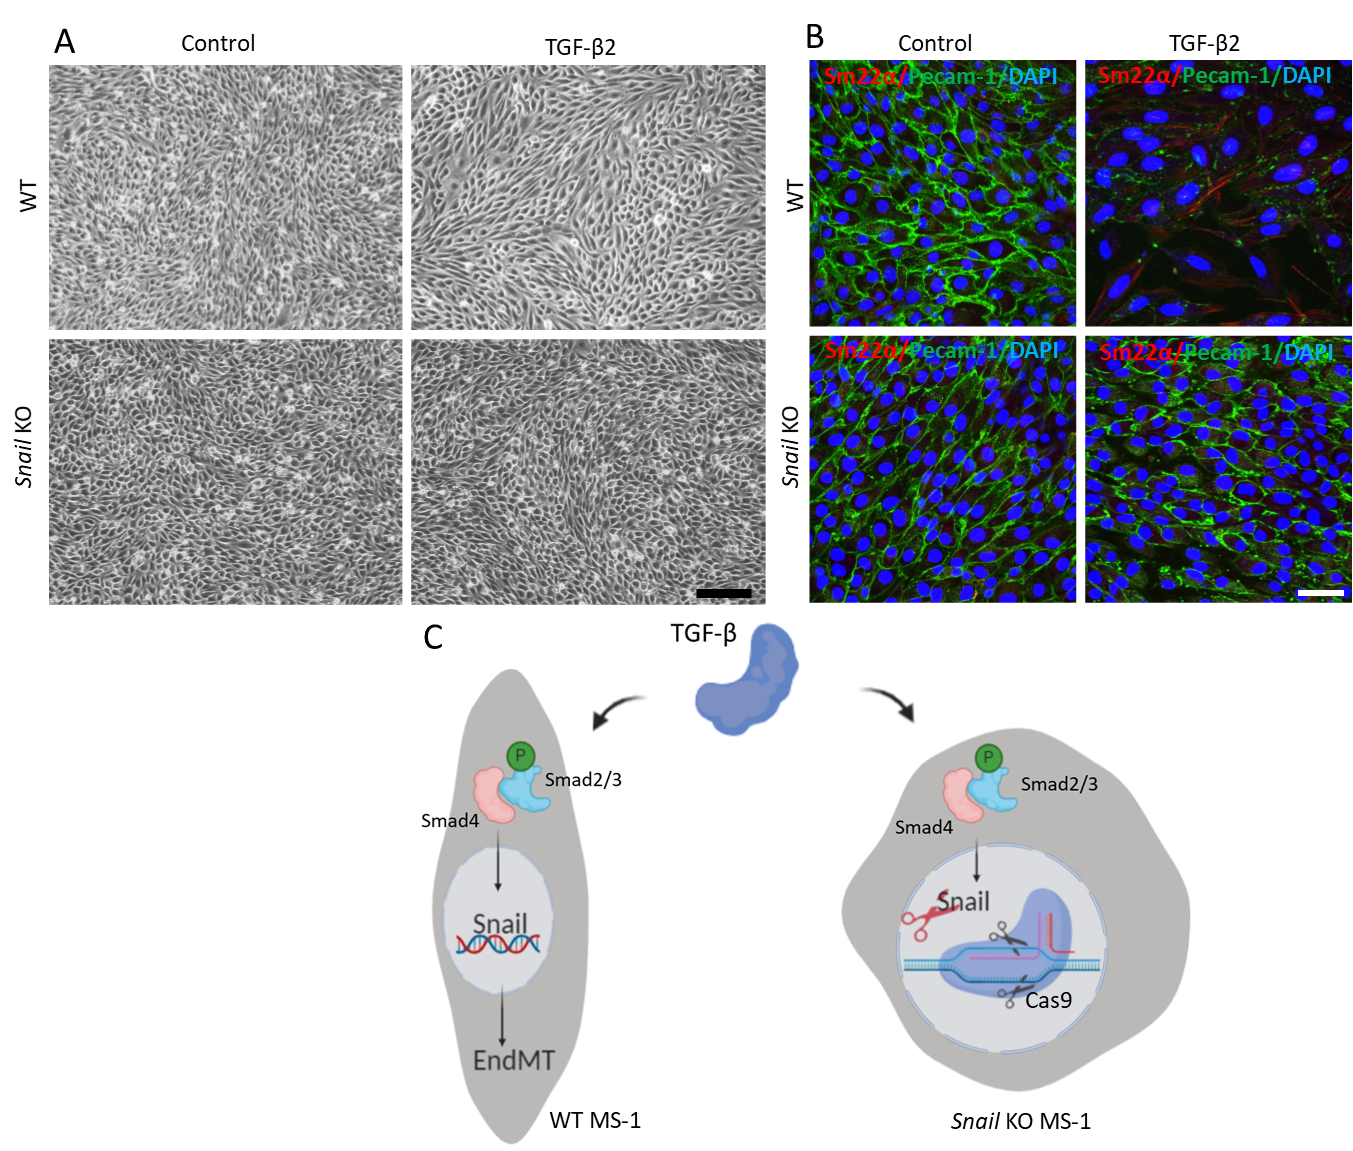 A
Control
TGF-β2
WT
Snail KO
B
Control
TGF-β2
WT
Snail KO
Sm22α/Pecam-1/DAPI
Sm22α/Pecam-1/DAPI
Sm22α/Pecam-1/DAPI
Sm22α/Pecam-1/DAPI
C
TGF-β
P
Smad2/3
Smad4
Snail
EndMT
WT MS-1
P
Smad2/3
Smad4
Snail
Cas9
Snail KO MS-1